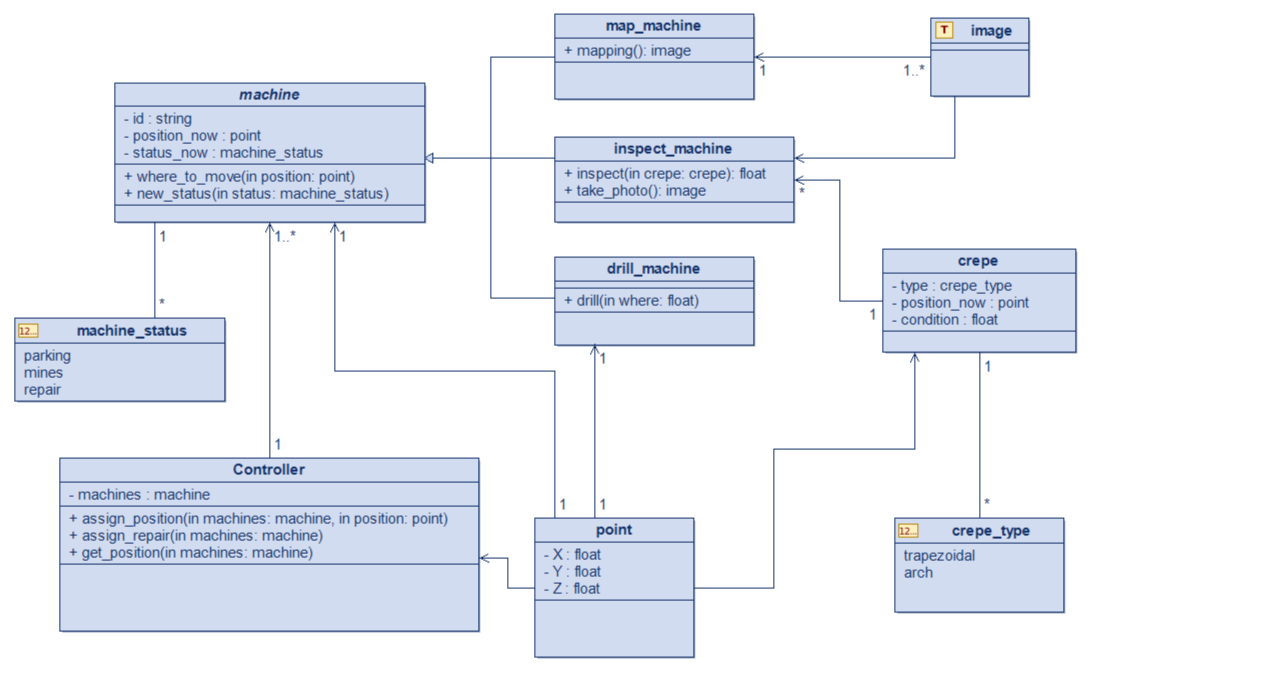 map_machine
+ mapping(): image
T image
1
1..*
machine
- id : string
- position_now : point
- status_now : machine_status
+ where_to_move(in position: point)
+ new_status(in status: machine_status)
inspect_machine
+ inspect(in crepe: crepe): float
+ take_photo(): image
*
1
1..*
1
drill_machine
+ drill(in where: float)
crepe
- type : crepe_type
- position_now : point
- condition : float
1
*
12... machine_status
parking
mines
repair
1
1
1
Controller
- machines : machine
+ assign_position(in machines: machine, in position: point)
+ assign_repair(in machines: machine)
+ get_position(in machines: machine)
1
1
*
point
- X : float
- Y : float
- Z : float
12... crepe_type
trapezoidal
arch